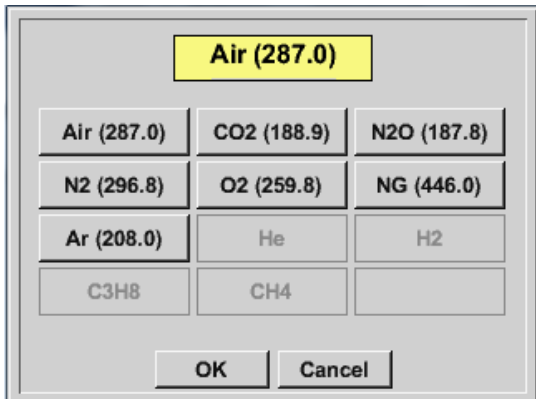 Air (287.0)
Air (287.0) CO2 (188.9) N2O (187.8)
N2 (296.8) O2 (259.8) NG (446.0)
Ar (208.0) He H2
C3H8 CH4
OK Cancel